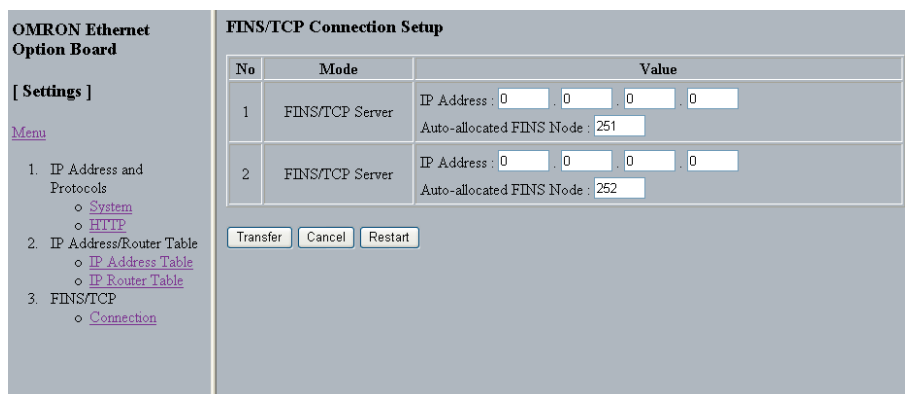 OMRON Ethernet
Option Board
[ Settings ]
Menu
1. IP Address and
Protocols
o System
o HTTP
2. IP Address/Router Table
o IP Address Table
o IP Router Table
3. FINS/TCP
o Connection
FINS/TCP Connection Setup
No Mode Value
1 FINS/TCP Server IP Address : 0 . 0 . 0 . 0
Auto-allocated FINS Node : 251
2 FINS/TCP Server IP Address : 0 . 0 . 0 . 0
Auto-allocated FINS Node : 252
Transfer Cancel Restart